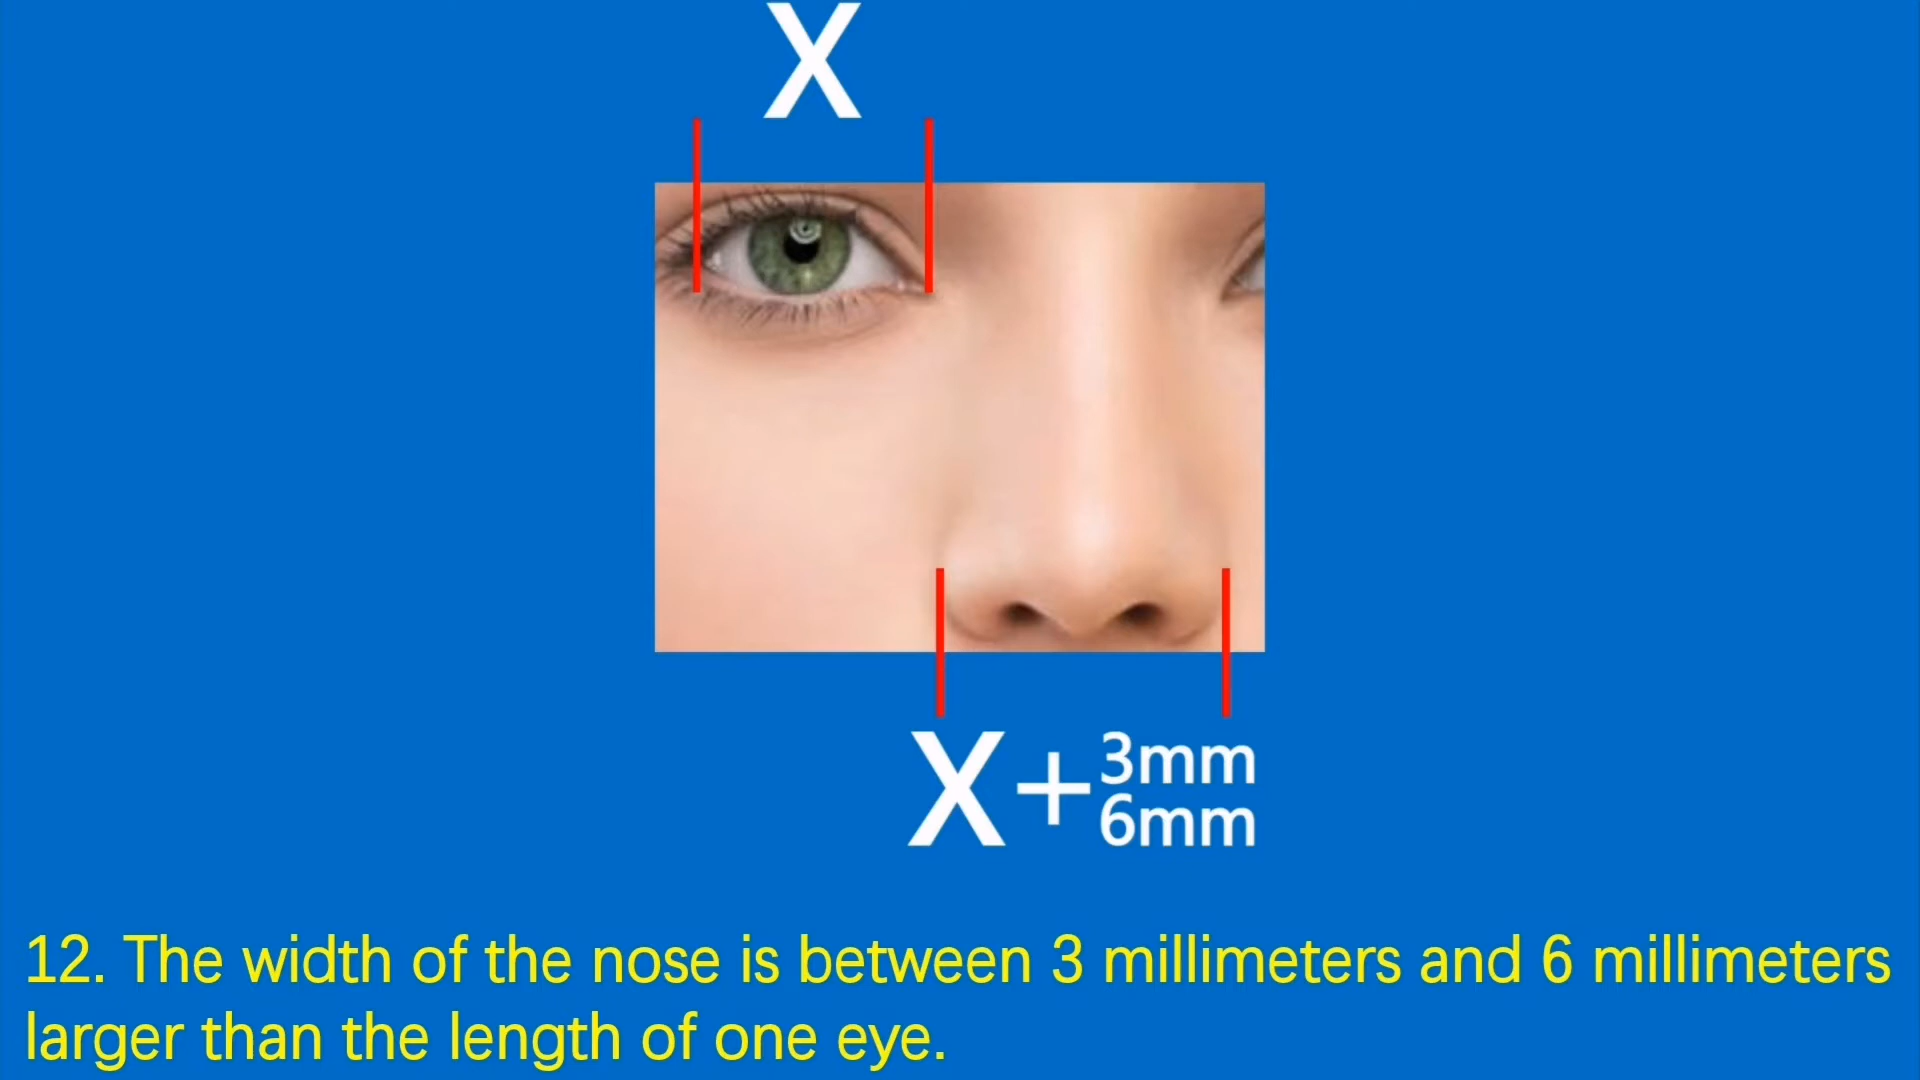 X
X+3mm
6mm
12. The width of the nose is between 3 millimeters and 6 millimeters
larger than the length of one eye.